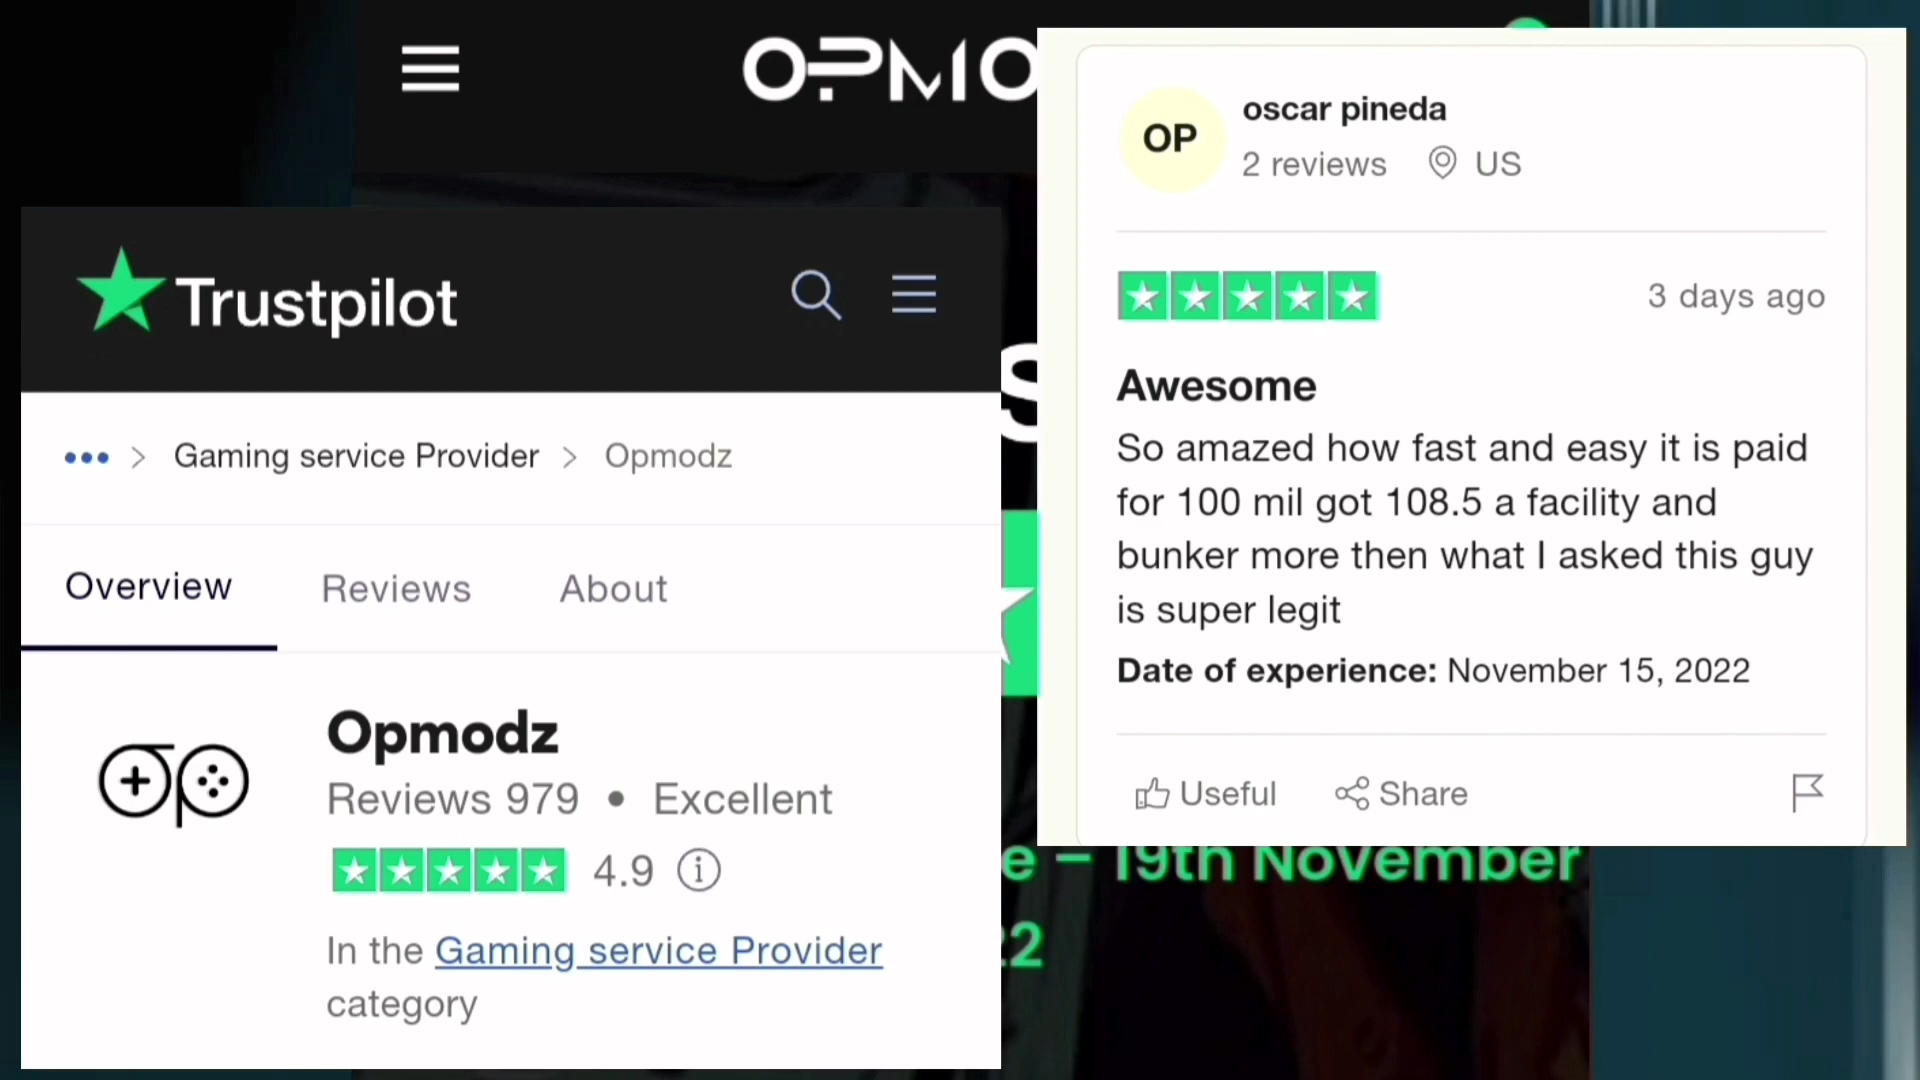 OPMO
Trustpilot
Gaming service Provider > Opmodz
Overview Reviews About
Opmodz
Reviews 979 • Excellent
4.9
In the Gaming service Provider
category
S
OP
oscar pineda
2 reviews US
3 days ago
Awesome
So amazed how fast and easy it is paid
for 100 mil got 108.5 a facility and
bunker more then what I asked this guy
is super legit
Date of experience: November 15, 2022
Useful Share
e – 19th November
22